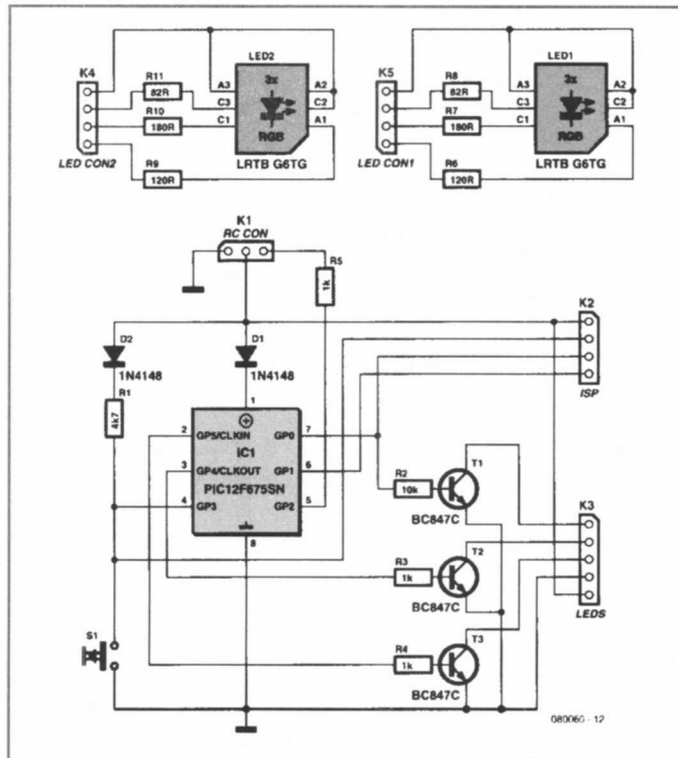 LED2
LED1
K4
K5
R11
82R
A3
3x
A2
C3
C2
R10
180R
C1
RGB
A1
LED CON2
R9
120R
LRTB G6TG
R8
82R
A3
3x
A2
C3
C2
R7
180R
C1
RGB
A1
LED CON1
R6
120R
LRTB G6TG
K1
RC CON
R5
1k
K2
ISP
D2
1N4148
D1
1N4148
R1
4k7
1
2
GP5/CLKIN
GP0
7
IC1
3
GP4/CLKOUT
GP1
6
PIC12F675SN
4
GP3
GP2
5
8
R2
10k
T1
BC847C
K3
LEDS
R3
1k
T2
BC847C
S1
R4
1k
T3
BC847C
080060 - 12